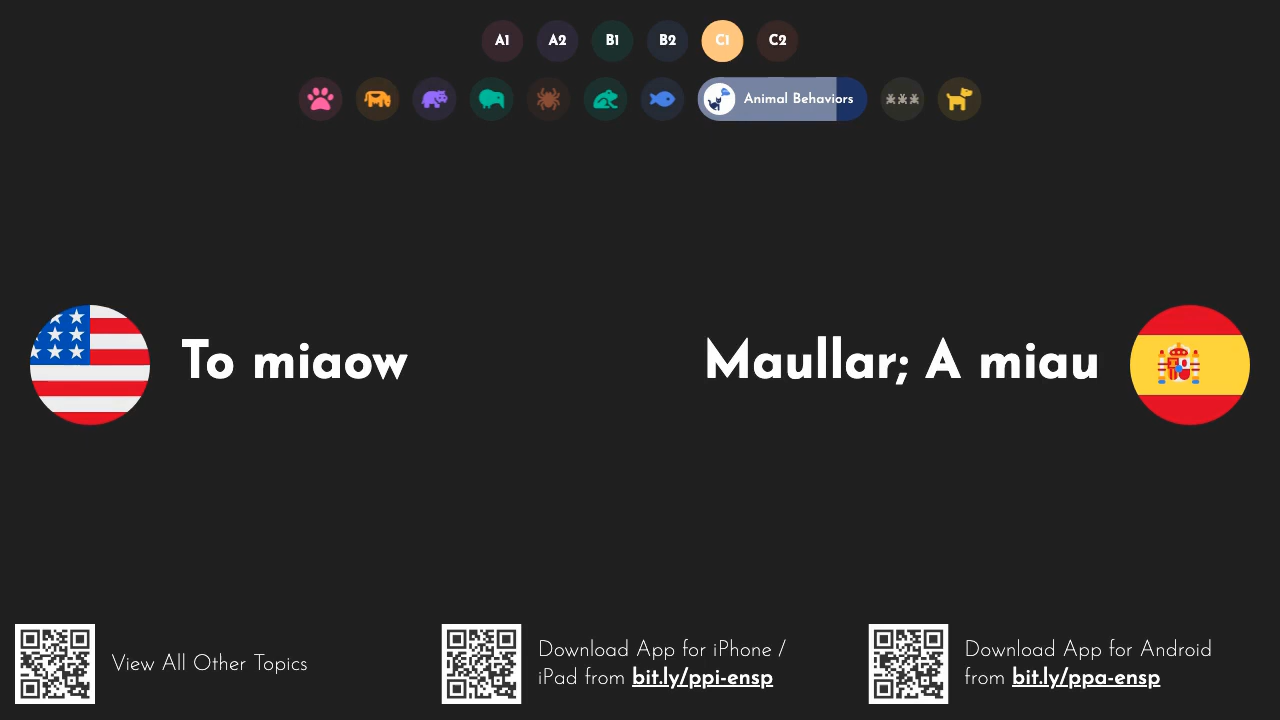 A1 A2 B1 B2 C1 C2
Animal Behaviors
To miaow
Maullar; A miau
View All Other Topics
Download App for iPhone /
iPad from bit.ly/ppi-ensp
Download App for Android
from bit.ly/ppa-ensp